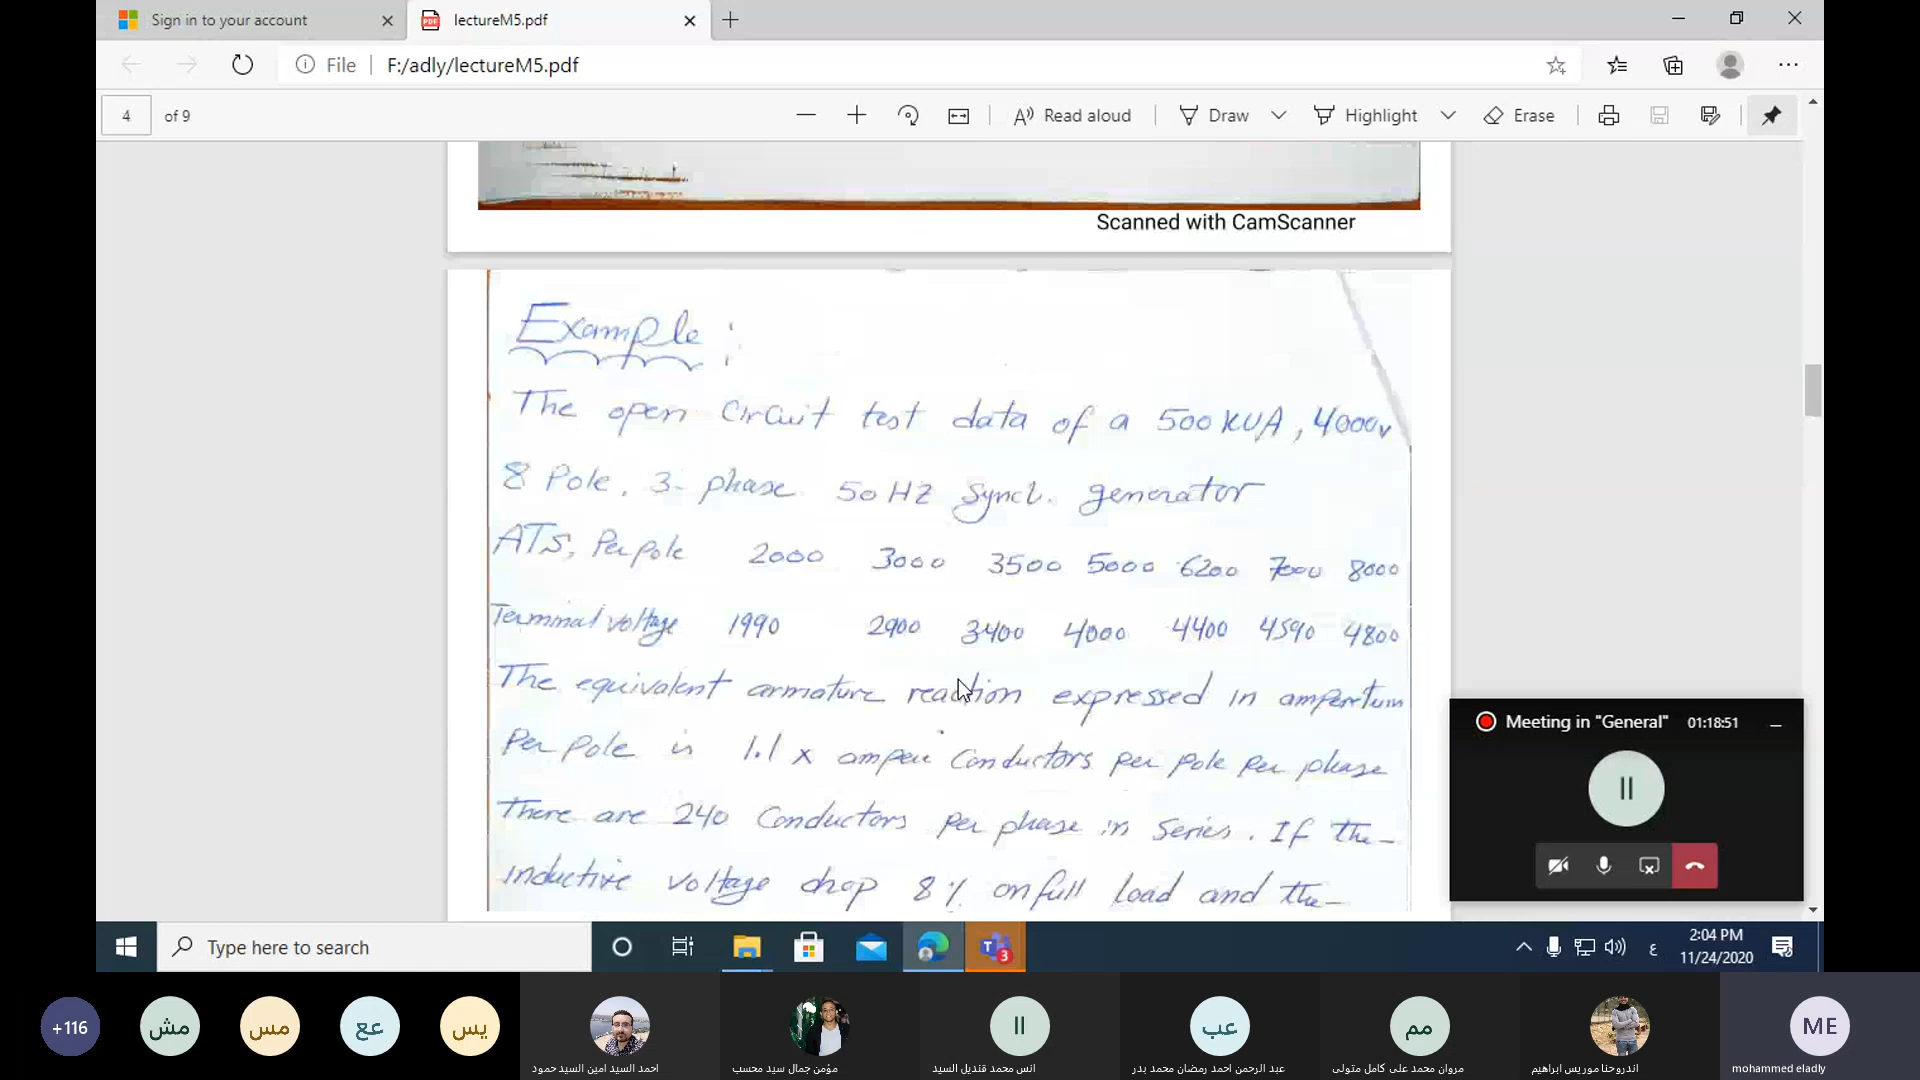 Sign in to your account
lectureM5.pdf
File
F:/adly/lectureM5.pdf
4
of 9
Read aloud
Draw
Highlight
Erase
Scanned with CamScanner
Example :
The open Circuit test data of a 500 KVA, 4000v
8 Pole, 3- phase 50 HZ Synch. generator
ATs, Per pole 2000 3000 3500 5000 6200 7000 8000
Terminal voltage 1990 2900 3400 4000 4400 4590 4800
The equivalent armature reaction expressed in amperturn
Per pole is 1.1 x amper Conductors per pole per phase
There are 240 Conductors per phase in Series. If the-
inductive voltage drop 8% on full load and the-
Meeting in "General" 01:18:51
Type here to search
3
ع
2:04 PM
11/24/2020
+116
مش
مس
عع
يس
احمد السيد امين السيد حمود
مؤمن جمال سيد محسب
اا
انس محمد قنديل السيد
عب
عبد الرحمن احمد رمضان محمد بدر
مم
مروان محمد على كامل متولى
اندروحنا موريس ابراهيم
ME
mohammed eladly